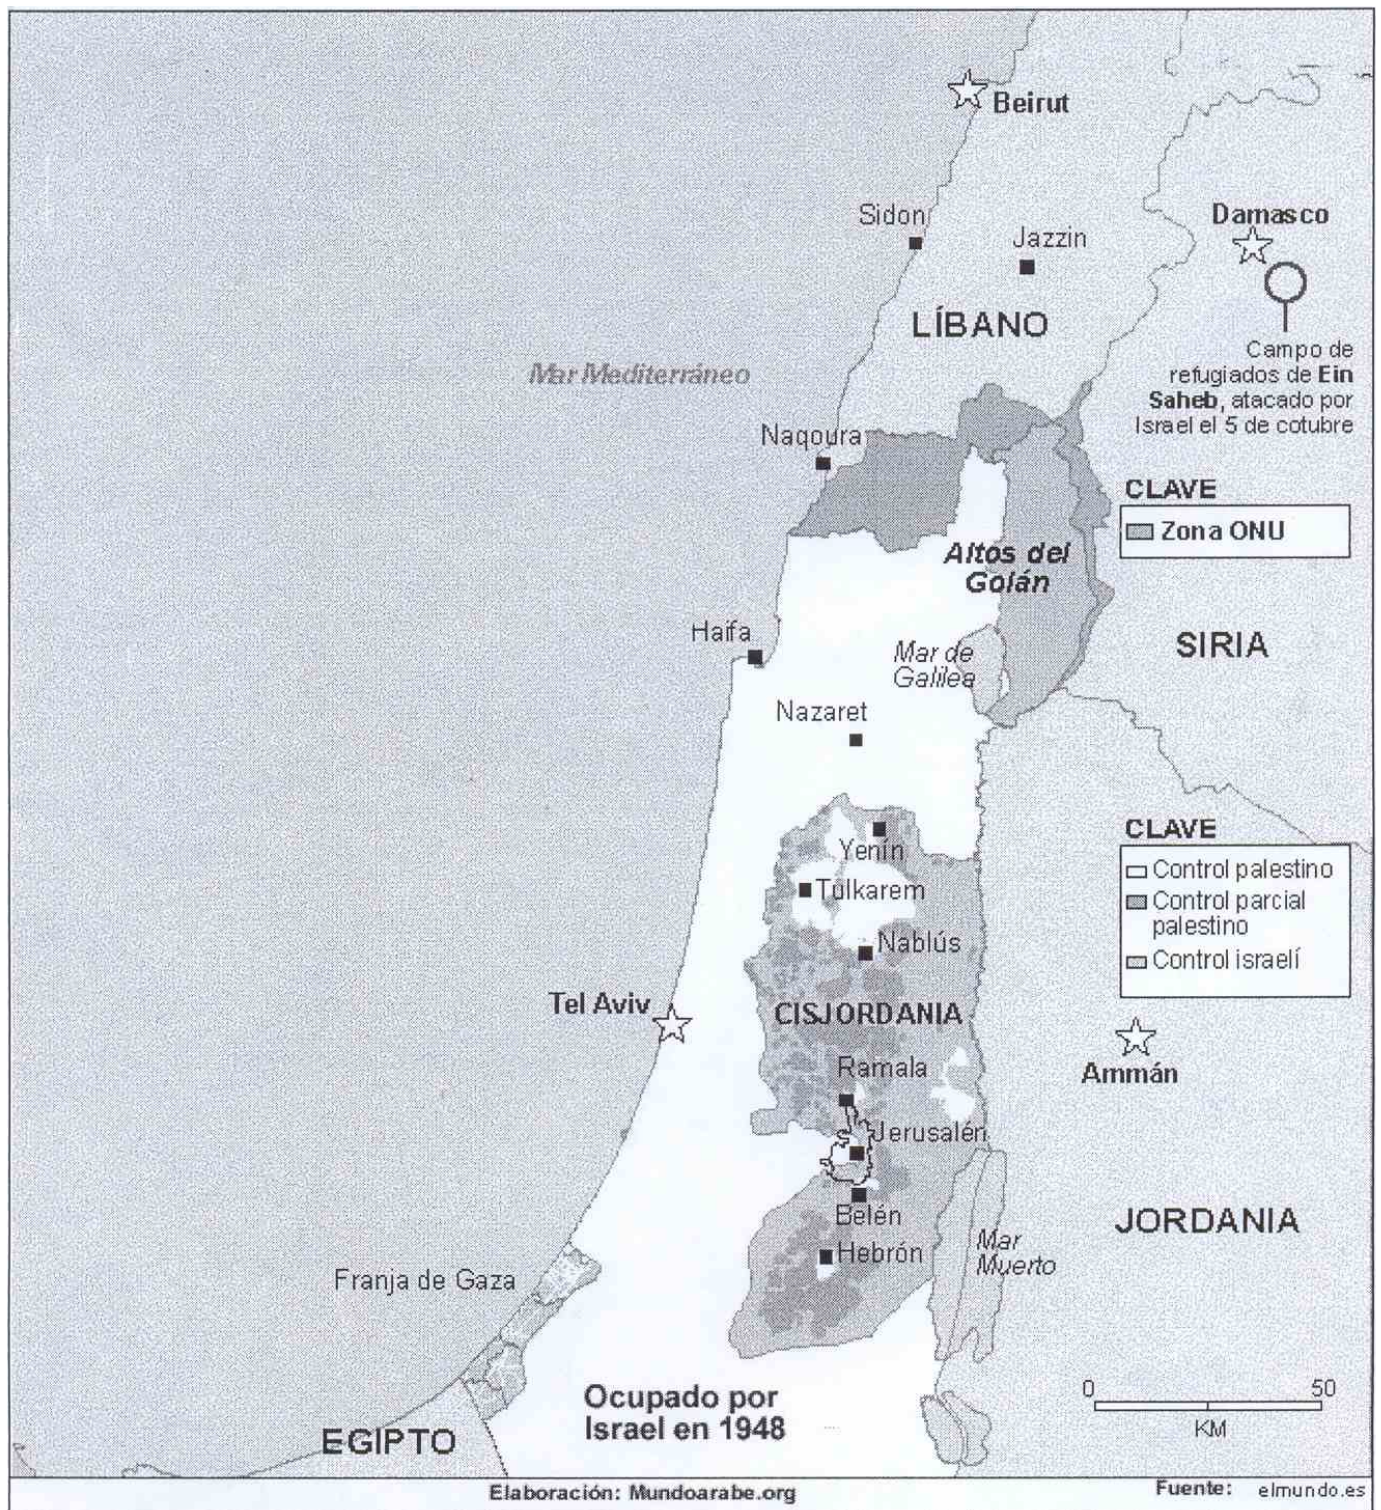 Beirut
Sidon
Jazzin
Damasco
LÍBANO
Campo de
refugiados de Ein
Saheb, atacado por
Israel el 5 de cotubre
Mar Mediterráneo
Naqoura
CLAVE
Zona ONU
Altos del
Golán
Haifa
Mar de
Galilea
SIRIA
Nazaret
CLAVE
Control palestino
Control parcial
palestino
Control israelí
Yenín
Tulkarem
Nablús
Tel Aviv
CISJORDANIA
Ramala
Ammán
Jerusalén
Belén
JORDANIA
Hebrón
Mar
Muerto
Franja de Gaza
Ocupado por
Israel en 1948
0 50
KM
EGIPTO
Elaboración: Mundoarabe.org
Fuente: elmundo.es